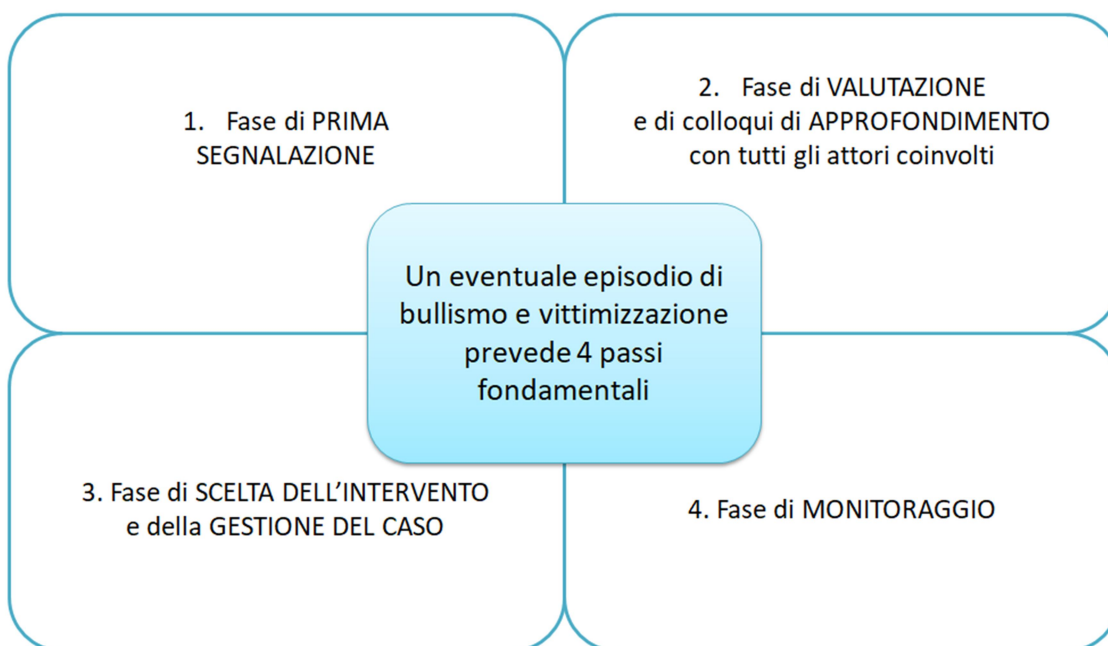 1. Fase di PRIMA
SEGNALAZIONE
2. Fase di VALUTAZIONE
e di colloqui di APPROFONDIMENTO
con tutti gli attori coinvolti
Un eventuale episodio di
bullismo e vittimizzazione
prevede 4 passi
fondamentali
3. Fase di SCELTA DELL’INTERVENTO
e della GESTIONE DEL CASO
4. Fase di MONITORAGGIO